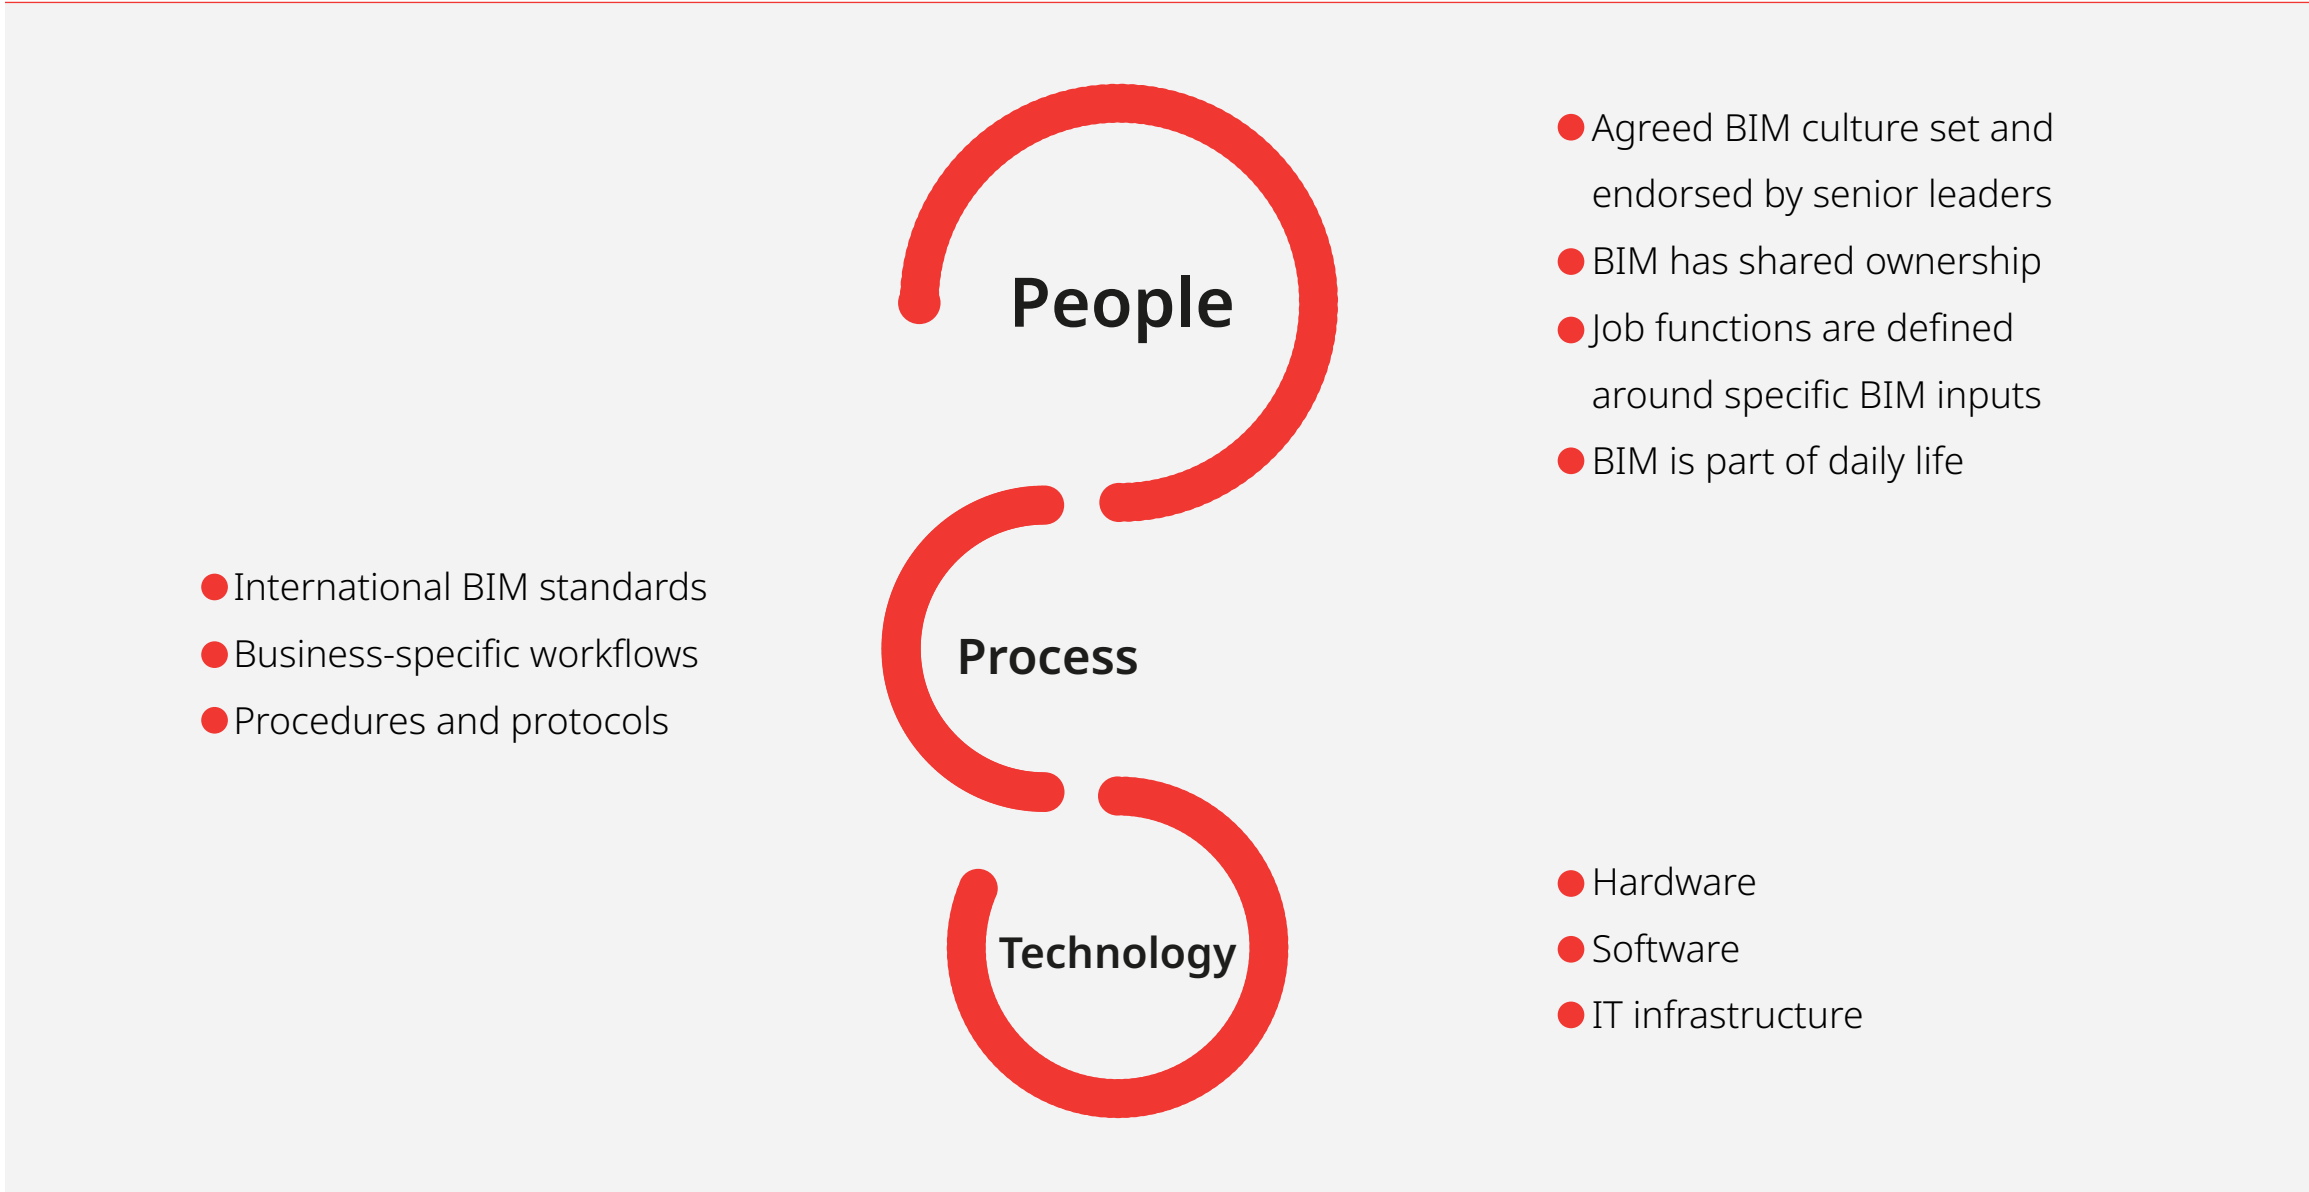 People
Agreed BIM culture set and
endorsed by senior leaders
BIM has shared ownership
Job functions are defined
around specific BIM inputs
BIM is part of daily life
Process
International BIM standards
Business-specific workflows
Procedures and protocols
Technology
Hardware
Software
IT infrastructure